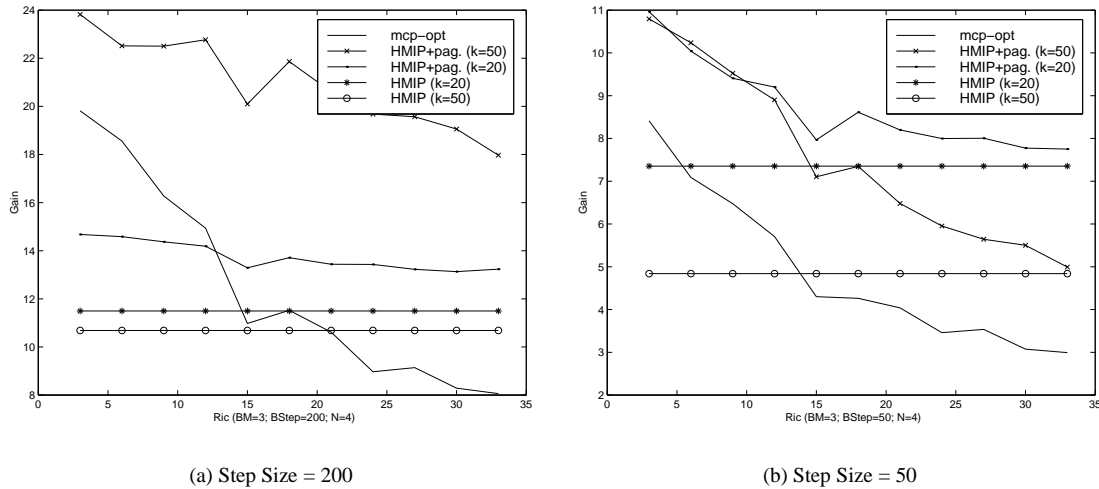 24
22
20
18
16
14
12
10
8
Gain
mcp-opt
HMIP+pag. (k=50)
HMIP+pag. (k=20)
HMIP (k=20)
HMIP (k=50)
0 5 10 15 20 25 30 35
Ric (BM=3; BStep=200; N=4)
(a) Step Size = 200
11
10
9
8
7
6
5
4
3
2
Gain
mcp-opt
HMIP+pag. (k=50)
HMIP+pag. (k=20)
HMIP (k=20)
HMIP (k=50)
0 5 10 15 20 25 30 35
Ric (BM=3; BStep=50; N=4)
(b) Step Size = 50